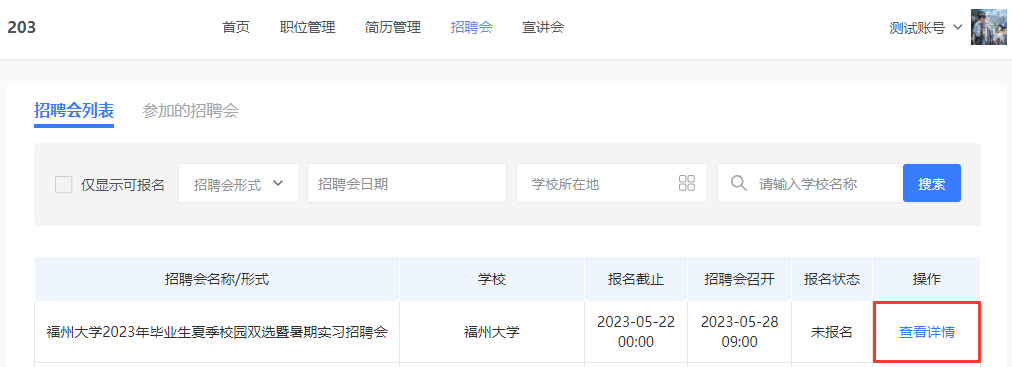 203 首页 职位管理 简历管理 招聘会 宣讲会 测试账号
招聘会列表 参加的招聘会
仅显示可报名 招聘会形式 招聘会日期 学校所在地 请输入学校名称 搜索
招聘会名称/形式 学校 报名截止 招聘会召开 报名状态 操作
福州大学2023年毕业生夏季校园双选暨暑期实习招聘会 福州大学 2023-05-22 00:00 2023-05-28 09:00 未报名 查看详情